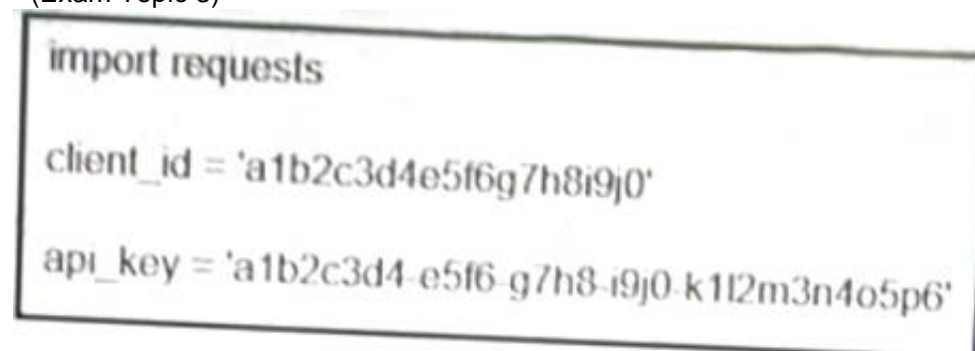 import requests
client_id = 'a1b2c3d4e5f6g7h8i9j0'
api_key = 'a1b2c3d4-e5f6-g7h8-i9j0-k1l2m3n4o5p6'